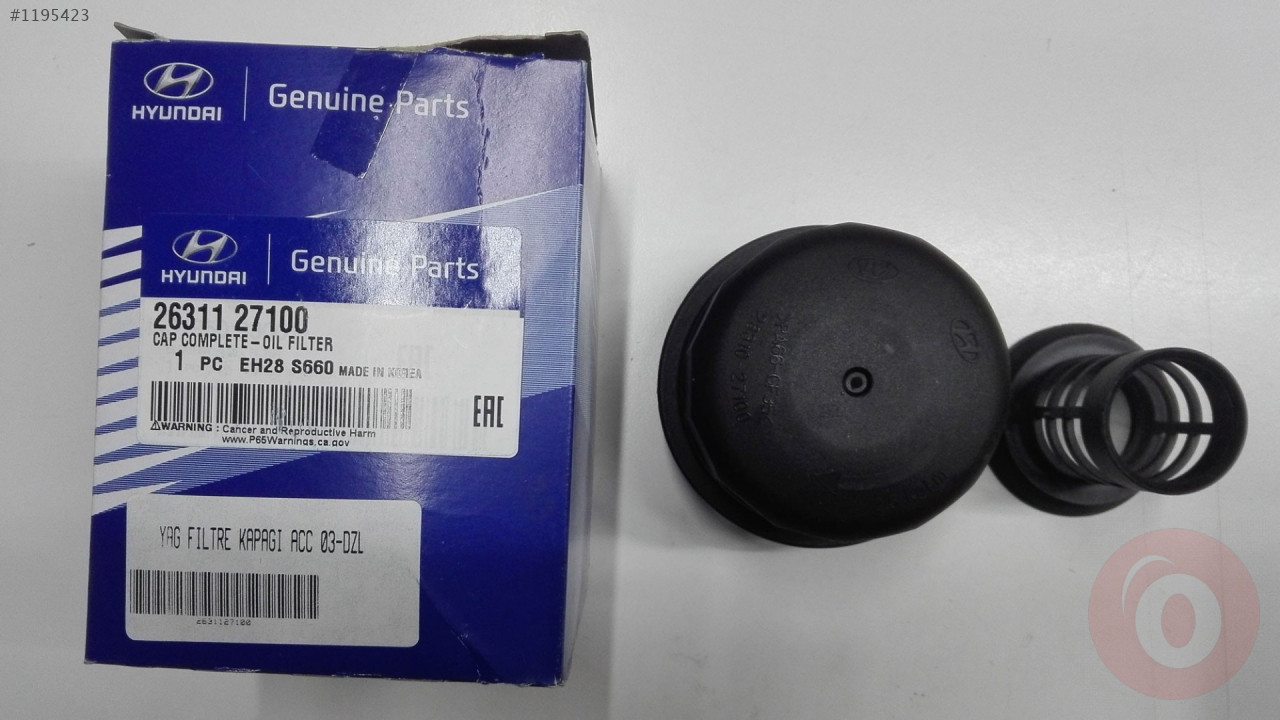 #1195423
HYUNDAI
Genuine Parts
HYUNDAI
Genuine Parts
26311 27100
CAP COMPLETE-OIL FILTER
1 PC EH28 S660 MADE IN KOREA
EAC
WARNING : Cancer and Reproductive Harm
www.P65Warnings.ca.gov
YAG FILTRE KAPAGI ACC 03-DZL
2631127100